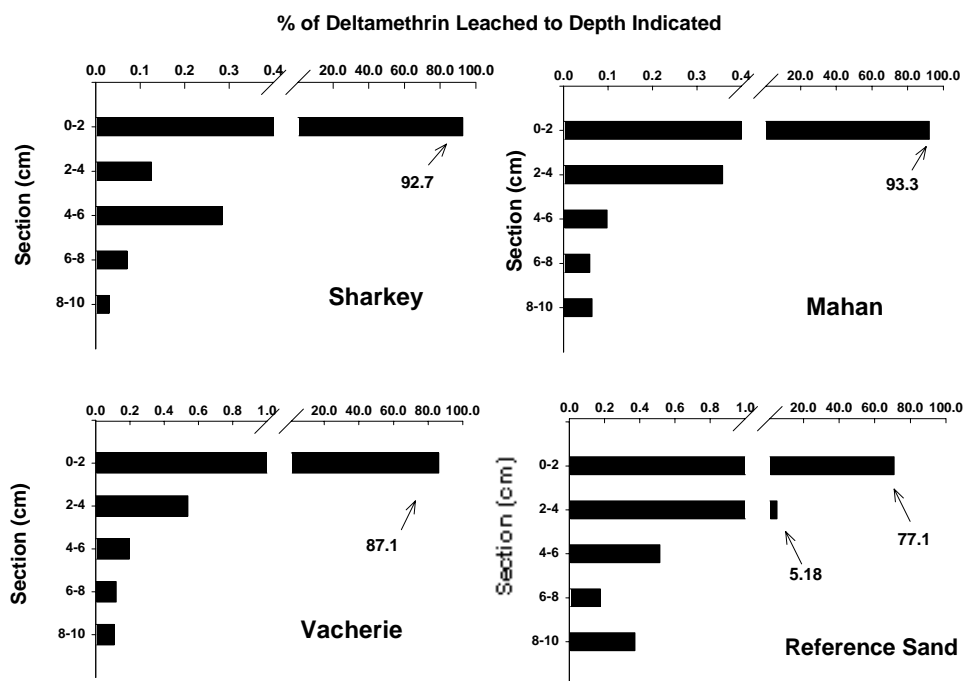 % of Deltamethrin Leached to Depth Indicated
0.0 0.1 0.2 0.3 0.4 20.0 40.0 60.0 80.0 100.0
Section (cm)
0-2
2-4
4-6
6-8
8-10
92.7
Sharkey
0.0 0.1 0.2 0.3 0.4 20.0 40.0 60.0 80.0 100.0
Section (cm)
0-2
2-4
4-6
6-8
8-10
93.3
Mahan
0.0 0.2 0.4 0.6 0.8 1.0 20.0 40.0 60.0 80.0 100.0
Section (cm)
0-2
2-4
4-6
6-8
8-10
87.1
Vacherie
0.0 0.2 0.4 0.6 0.8 1.0 20.0 40.0 60.0 80.0 100.0
Section (cm)
0-2
2-4
4-6
6-8
8-10
77.1
5.18
Reference Sand